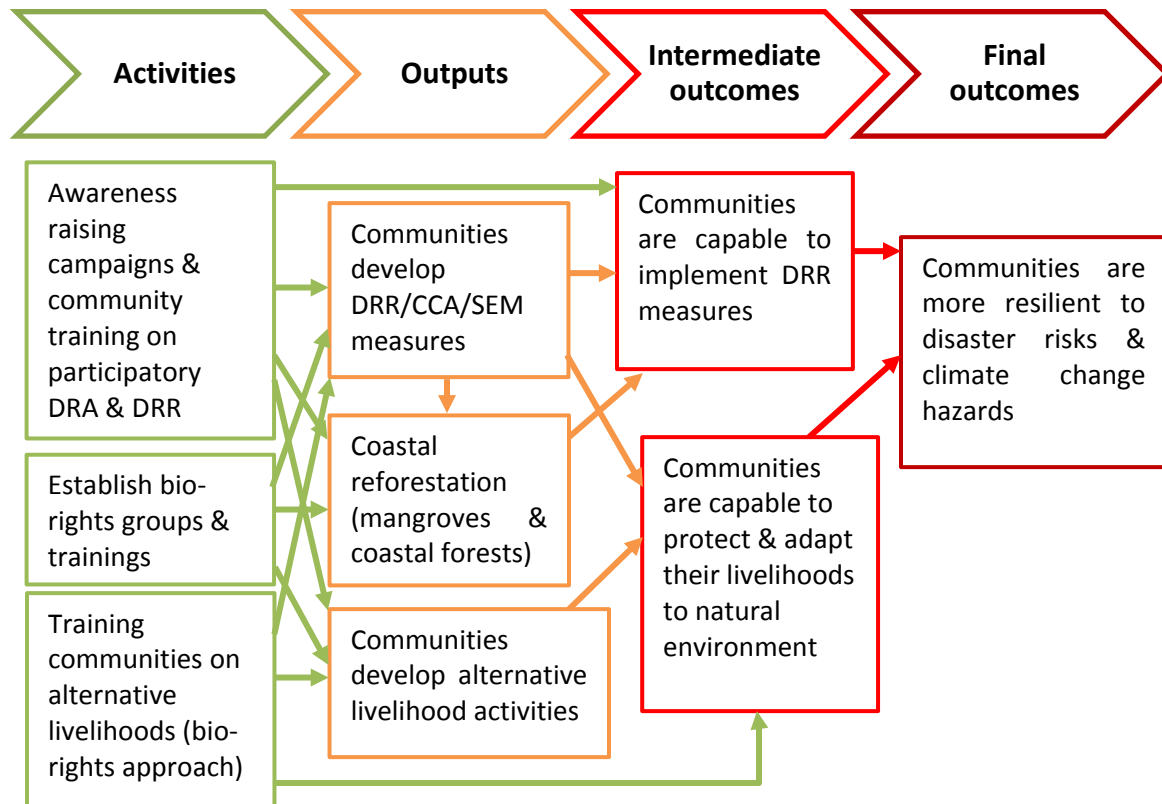 Activities
Outputs
Intermediate
outcomes
Final
outcomes
Awareness
raising
campaigns &
community
training on
participatory
DRA & DRR
Establish bio-
rights groups &
trainings
Training
communities on
alternative
livelihoods (bio-
rights approach)
Communities
develop
DRR/CCA/SEM
measures
Coastal
reforestation
(mangroves &
coastal forests)
Communities
develop alternative
livelihood activities
Communities
are capable to
implement DRR
measures
Communities
are capable to
protect & adapt
their livelihoods
to natural
environment
Communities are
more resilient to
disaster risks &
climate change
hazards